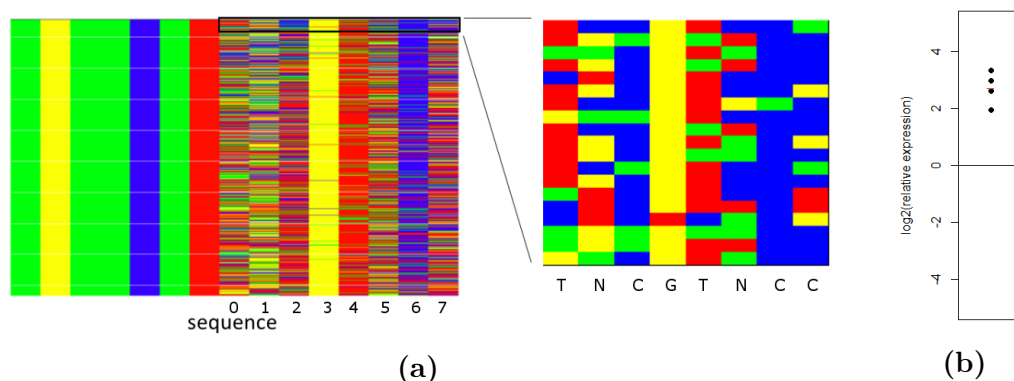 0 1 2 3 4 5 6 7
sequence
T N C G T N C C
(a)
log2(relative expression)
4
2
0
-2
-4
(b)